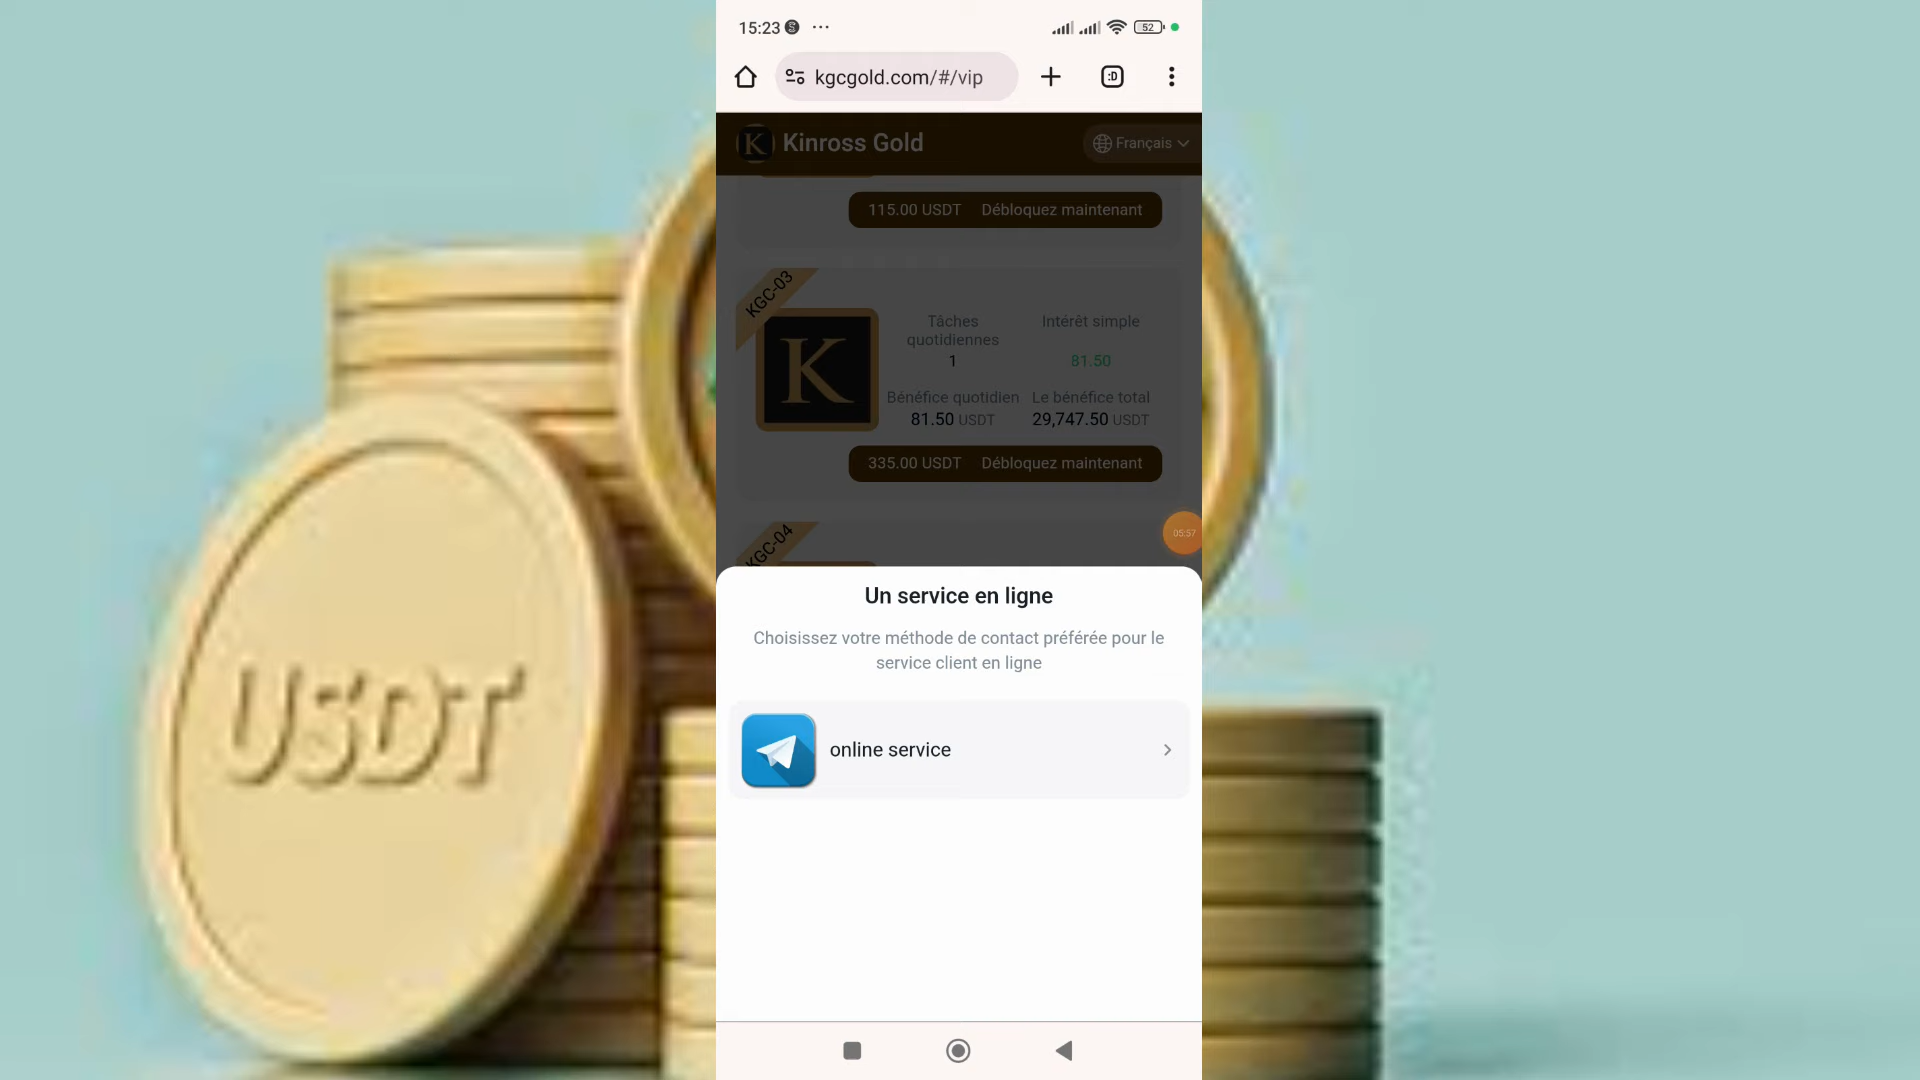 15:23
52
kgcgold.com/#/vip
:D
K Kinross Gold
Français
115.00 USDT Débloquez maintenant
KGC-03
K
Tâches quotidiennes
1
Intérêt simple
81.50
Bénéfice quotidien
81.50 USDT
Le bénéfice total
29,747.50 USDT
335.00 USDT Débloquez maintenant
KGC-04
05:57
Un service en ligne
Choisissez votre méthode de contact préférée pour le
service client en ligne
online service
USDT